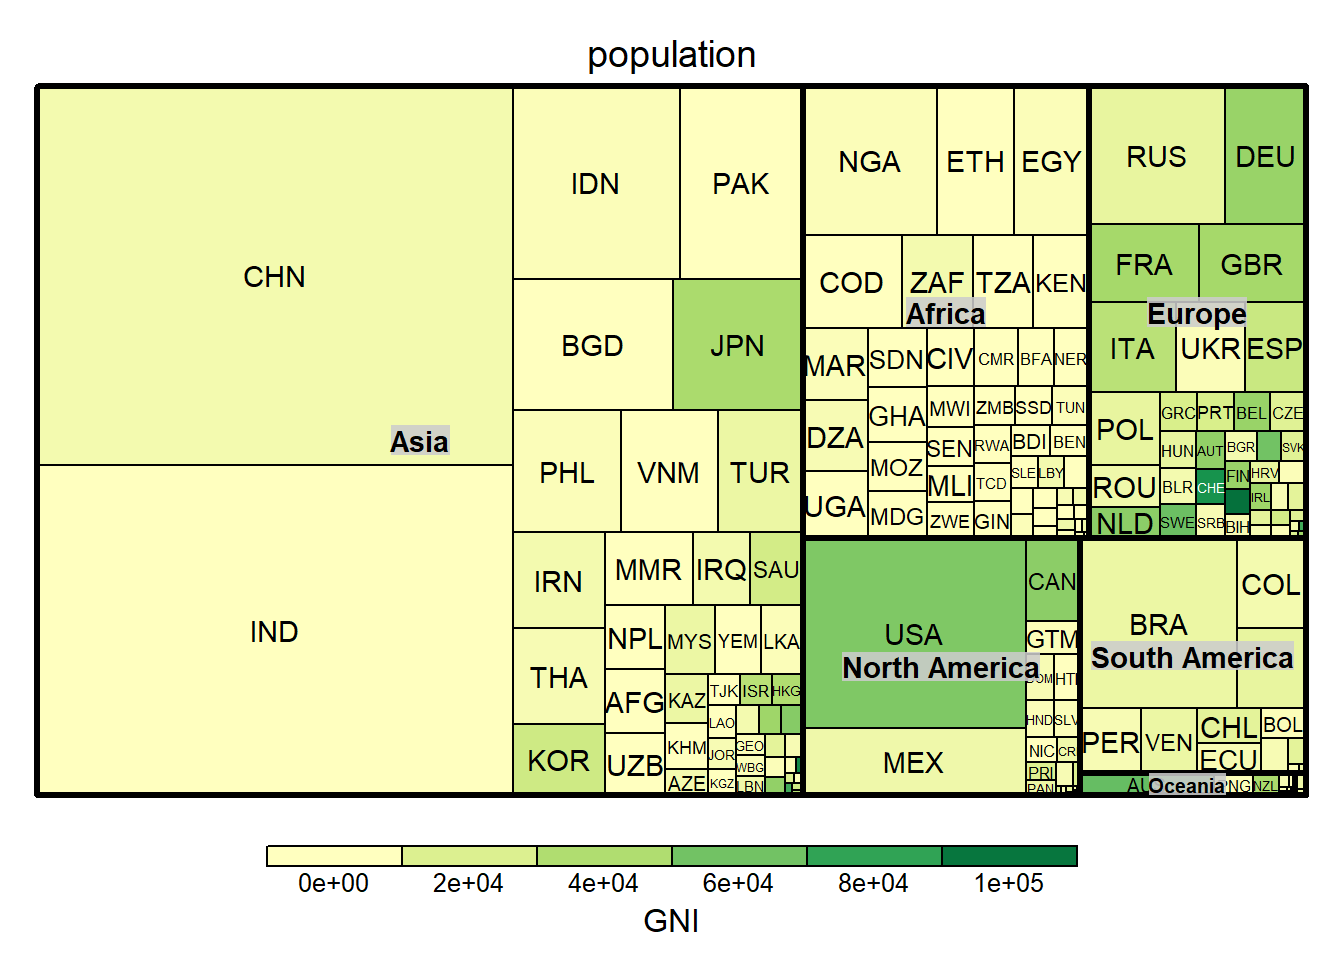 population
CHN
IND
Asia
IDN
PAK
BGD
JPN
PHL
VNM
TUR
IRN
THA
KOR
MMR
IRQ
SAU
NPL
AFG
UZB
MYS
YEM
LKA
KAZ
TJK
ISR
HKG
LAO
KHM
JOR
GEO
WBG
AZE
KGZ
LBN
NGA
ETH
EGY
COD
ZAF
TZA
KEN
Africa
MAR
SDN
CIV
CMR
BFA
NER
DZA
GHA
MWI
ZMB
SSD
TUN
UGA
MOZ
SEN
RWA
BDI
BEN
MDG
MLI
TCD
SLE
LBY
ZWE
GIN
RUS
DEU
FRA
GBR
Europe
ITA
UKR
ESP
POL
GRC
PRT
BEL
CZE
ROU
HUN
AUT
BGR
SVK
NLD
BLR
CHE
FIN
HRV
IRL
SWE
SRB
BIH
USA
CAN
North America
MEX
GTM
HTI
HND
SLV
NIC
CRI
PRI
PAN
BRA
COL
South America
PER
VEN
CHL
BOL
ECU
Oceania
PNG
NZL
0e+00
2e+04
4e+04
6e+04
8e+04
1e+05
GNI